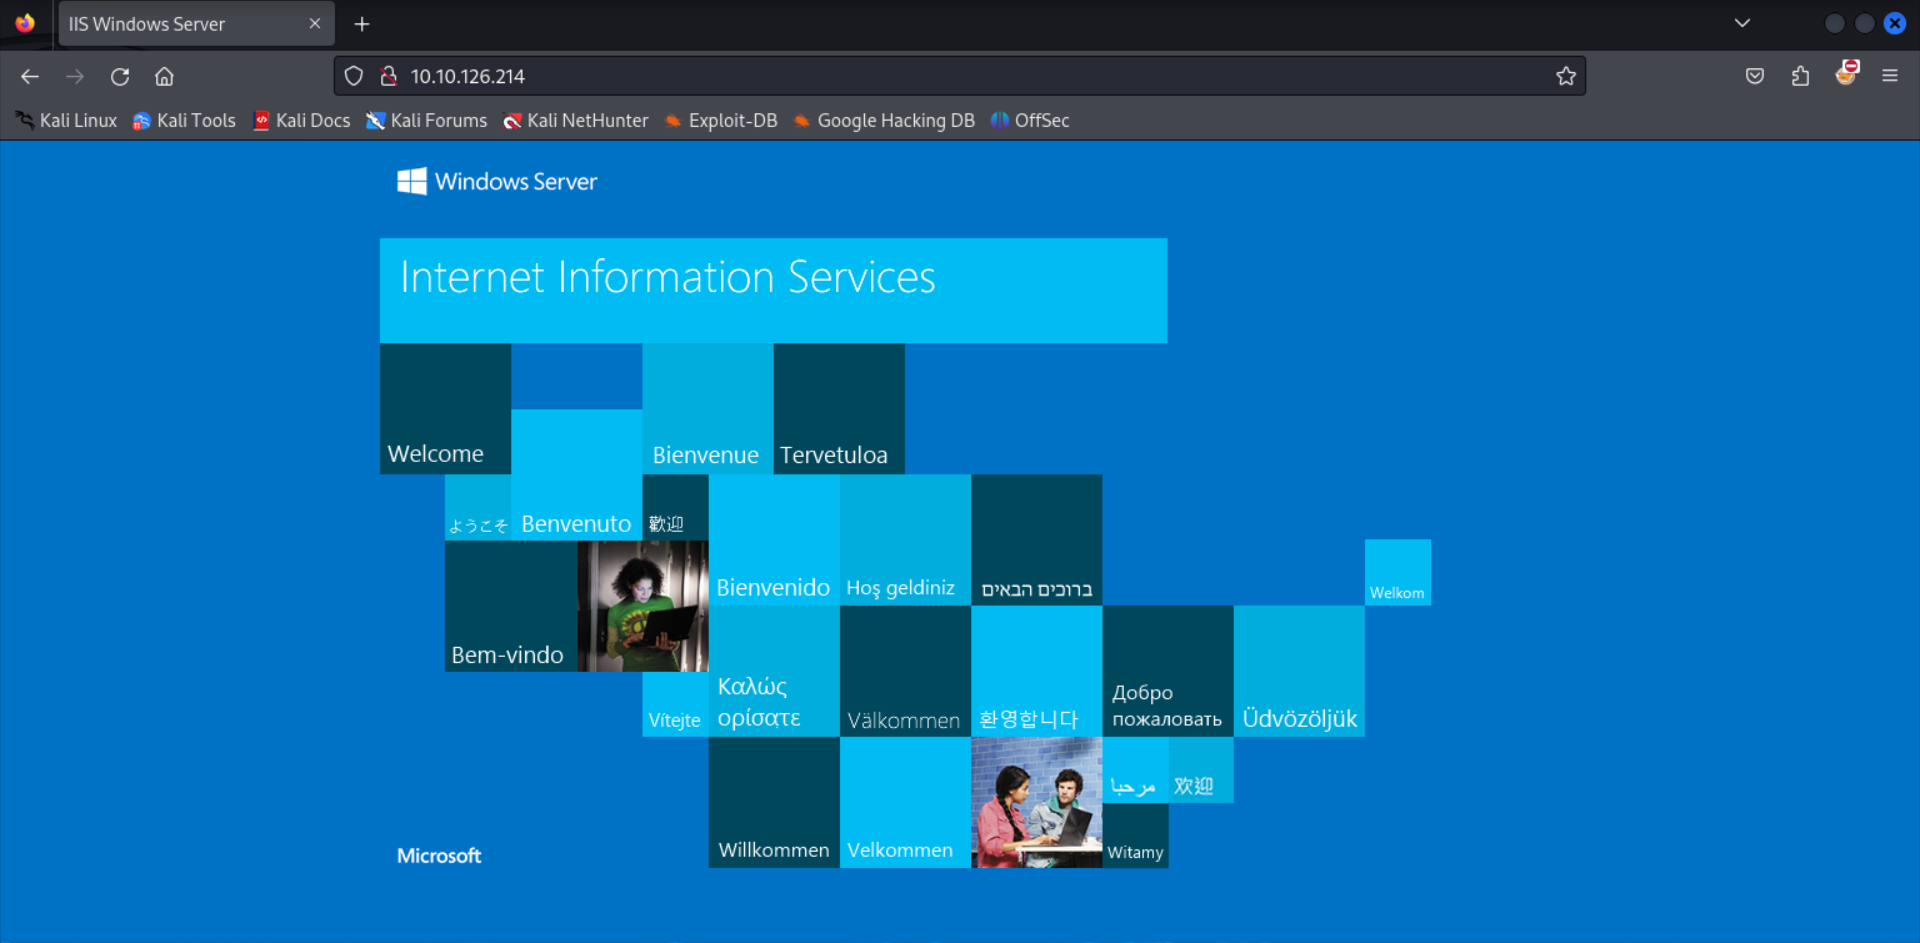 IIS Windows Server
10.10.126.214
Kali Linux Kali Tools Kali Docs Kali Forums Kali NetHunter Exploit-DB Google Hacking DB OffSec
Windows Server
Internet Information Services
Welcome
Bienvenue
Tervetuloa
ようこそ
Benvenuto
歡迎
Bienvenido
Hoş geldiniz
ברוכים הבאים
Welkom
Bem-vindo
Vítejte
Καλώς
ορίσατε
Välkommen
환영합니다
Добро
пожаловать
Üdvözöljük
Willkommen
Velkommen
مرحبا
欢迎
Witamy
Microsoft